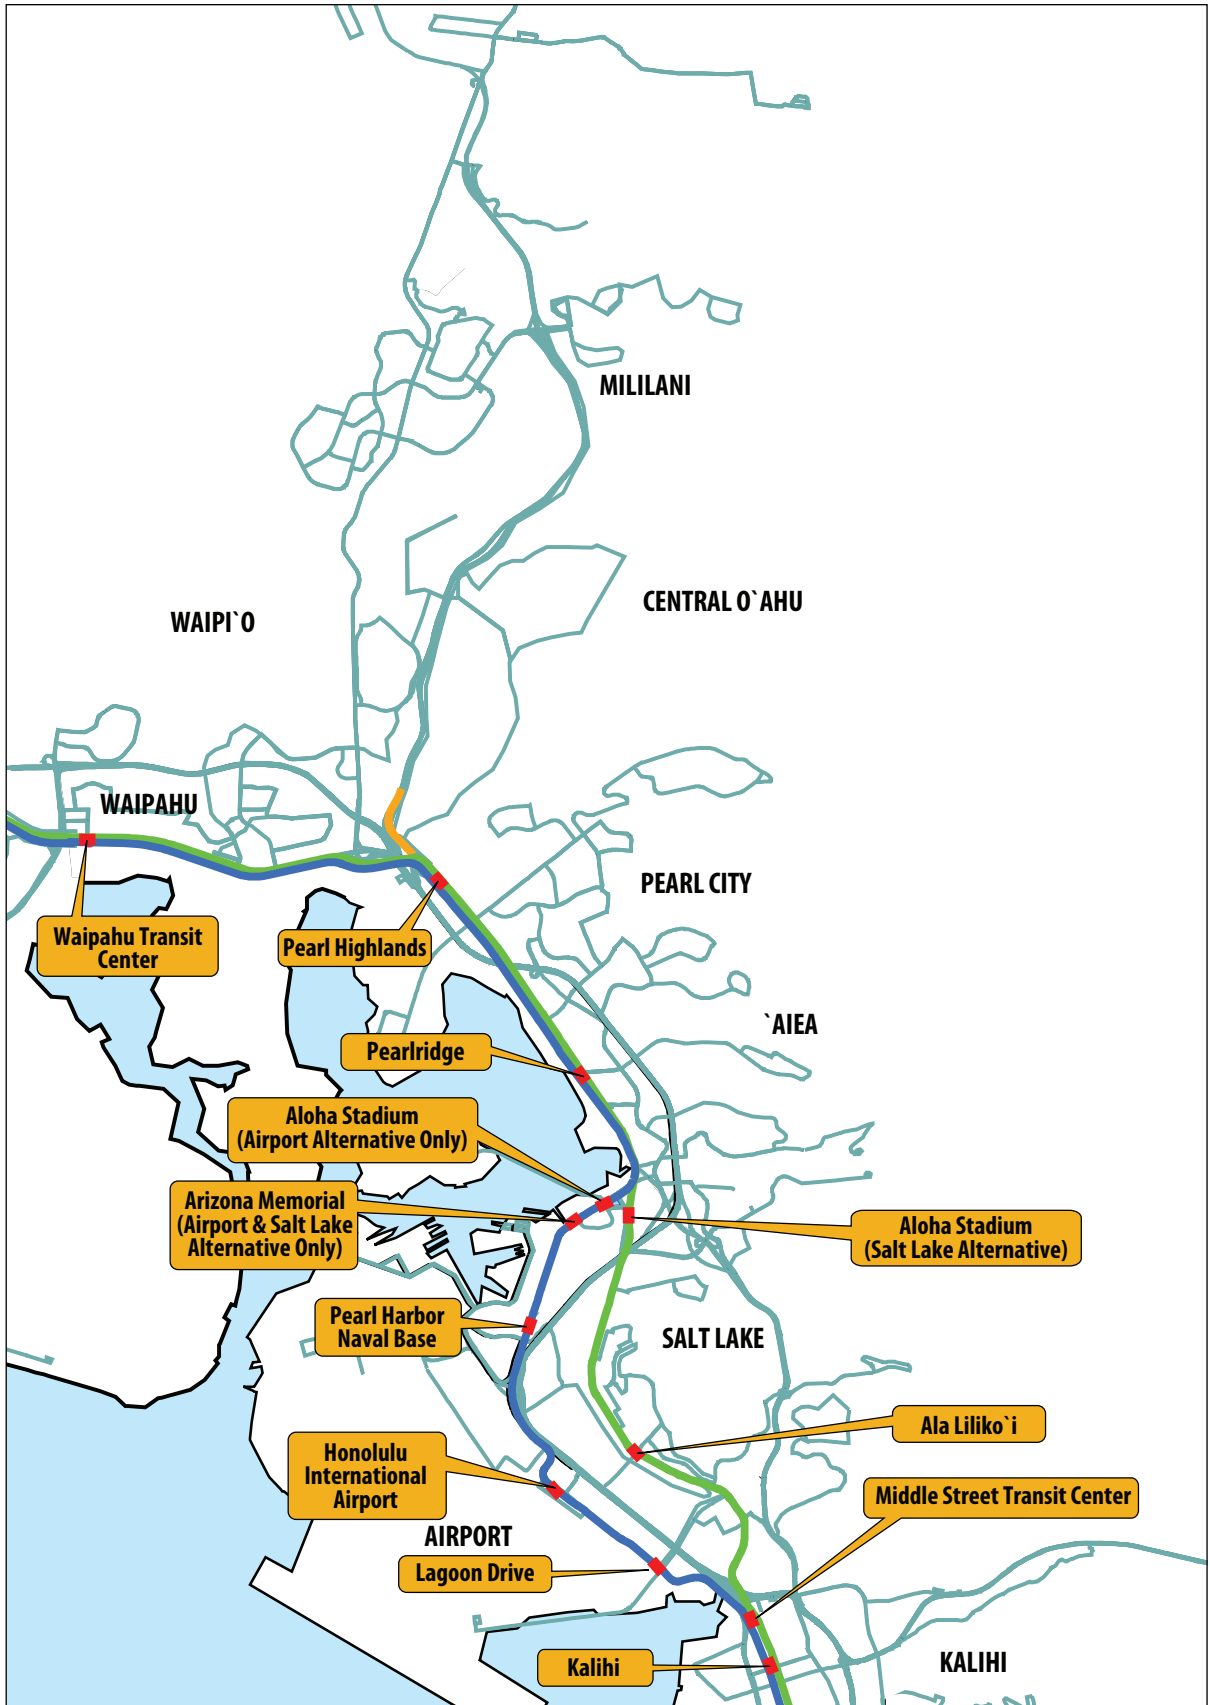 MILILANI
CENTRAL O`AHU
WAIPI`O
WAIPAHU
PEARL CITY
Waipahu Transit
Center
Pearl Highlands
`AIEA
Pearlridge
Aloha Stadium
(Airport Alternative Only)
Arizona Memorial
(Airport & Salt Lake
Alternative Only)
Aloha Stadium
(Salt Lake Alternative)
Pearl Harbor
Naval Base
SALT LAKE
Ala Liliko`i
Honolulu
International
Airport
Middle Street Transit Center
AIRPORT
Lagoon Drive
Kalihi
KALIHI